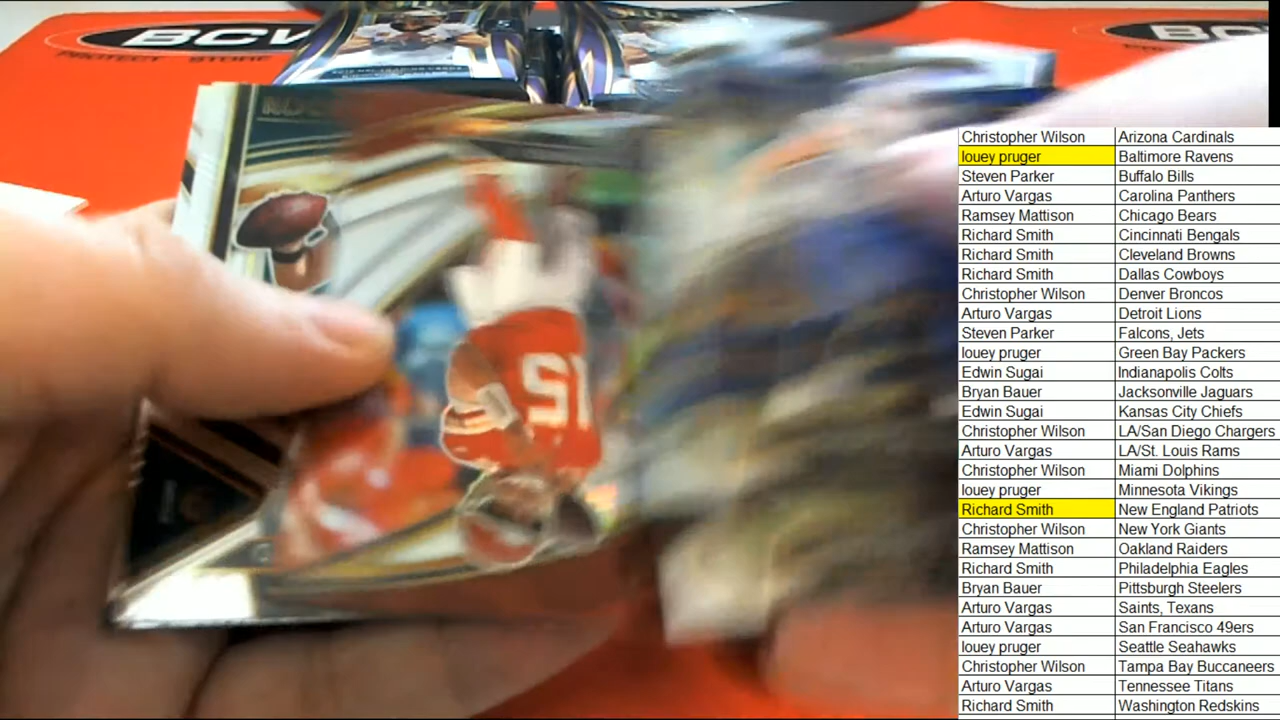 BCW
PROTECT STORE
15
Christopher Wilson Arizona Cardinals
louey pruger Baltimore Ravens
Steven Parker Buffalo Bills
Arturo Vargas Carolina Panthers
Ramsey Mattison Chicago Bears
Richard Smith Cincinnati Bengals
Richard Smith Cleveland Browns
Richard Smith Dallas Cowboys
Christopher Wilson Denver Broncos
Arturo Vargas Detroit Lions
Steven Parker Falcons, Jets
louey pruger Green Bay Packers
Edwin Sugai Indianapolis Colts
Bryan Bauer Jacksonville Jaguars
Edwin Sugai Kansas City Chiefs
Christopher Wilson LA/San Diego Chargers
Arturo Vargas LA/St. Louis Rams
Christopher Wilson Miami Dolphins
louey pruger Minnesota Vikings
Richard Smith New England Patriots
Christopher Wilson New York Giants
Ramsey Mattison Oakland Raiders
Richard Smith Philadelphia Eagles
Bryan Bauer Pittsburgh Steelers
Arturo Vargas Saints, Texans
Arturo Vargas San Francisco 49ers
louey pruger Seattle Seahawks
Christopher Wilson Tampa Bay Buccaneers
Arturo Vargas Tennessee Titans
Richard Smith Washington Redskins